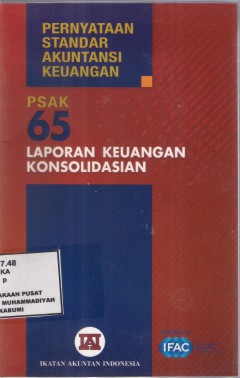 PERNYATAAN
STANDAR
AKUNTANSI
KEUANGAN
PSAK
65
LAPORAN KEUANGAN
KONSOLIDASIAN
7.48
KA
p
AKAAN PUSAT
MUHAMMADIYAH
KABUMI
IAI
IKATAN AKUNTAN INDONESIA
IFAC